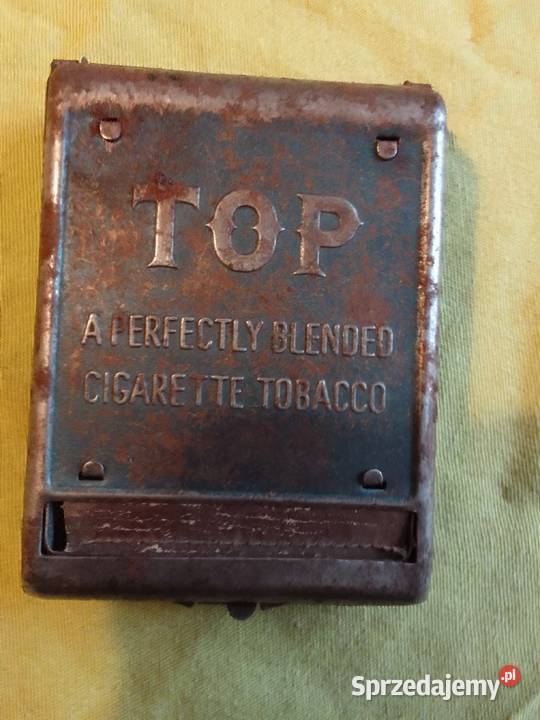 TOP
A PERFECTLY BLENDED
CIGARETTE TOBACCO
Sprzedajemy.pl